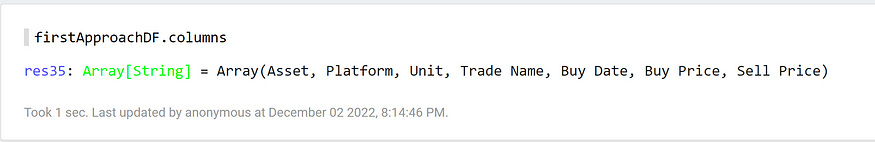 firstApproachDF.columns
res35: Array[String] = Array(Asset, Platform, Unit, Trade Name, Buy Date, Buy Price, Sell Price)
Took 1 sec. Last updated by anonymous at December 02 2022, 8:14:46 PM.